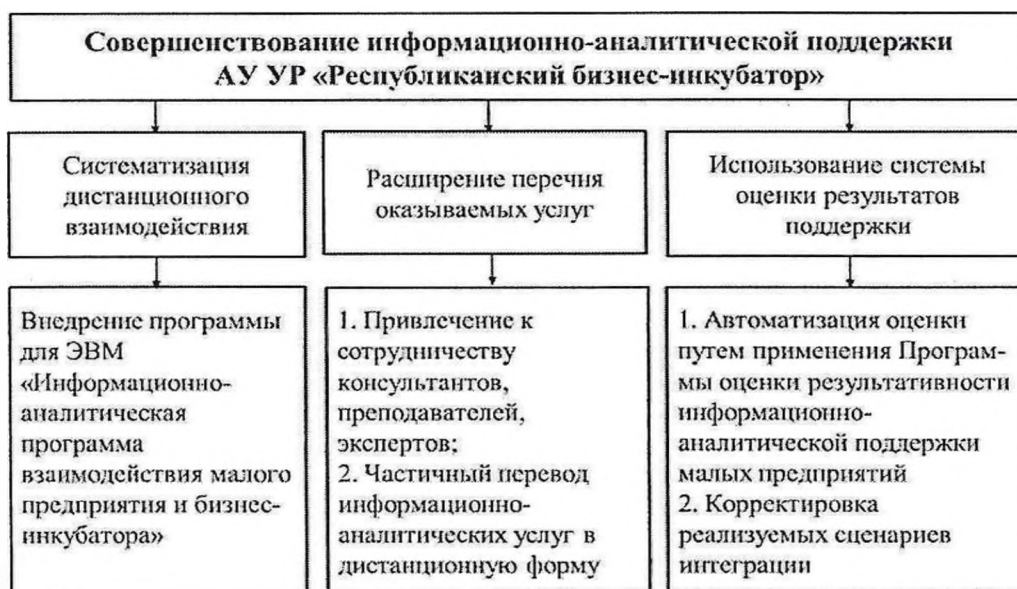 Совершенствование информационно-аналитической поддержки
АУ УР «Республиканский бизнес-инкубатор»
Систематизация
дистанционного
взаимодействия
Расширение перечня
оказываемых услуг
Использование системы
оценки результатов
поддержки
Внедрение программы
для ЭВМ
«Информационно-
аналитическая
программа
взаимодействия малого
предприятия и бизнес-
инкубатора»
1. Привлечение к
сотрудничеству
консультантов,
преподавателей,
экспертов;
2. Частичный перевод
информационно-
аналитических услуг в
дистанционную форму
1. Автоматизация оценки
путем применения Програм-
мы оценки результативности
информационно-
аналитической поддержки
малых предприятий
2. Корректировка
реализуемых сценариев
интеграции